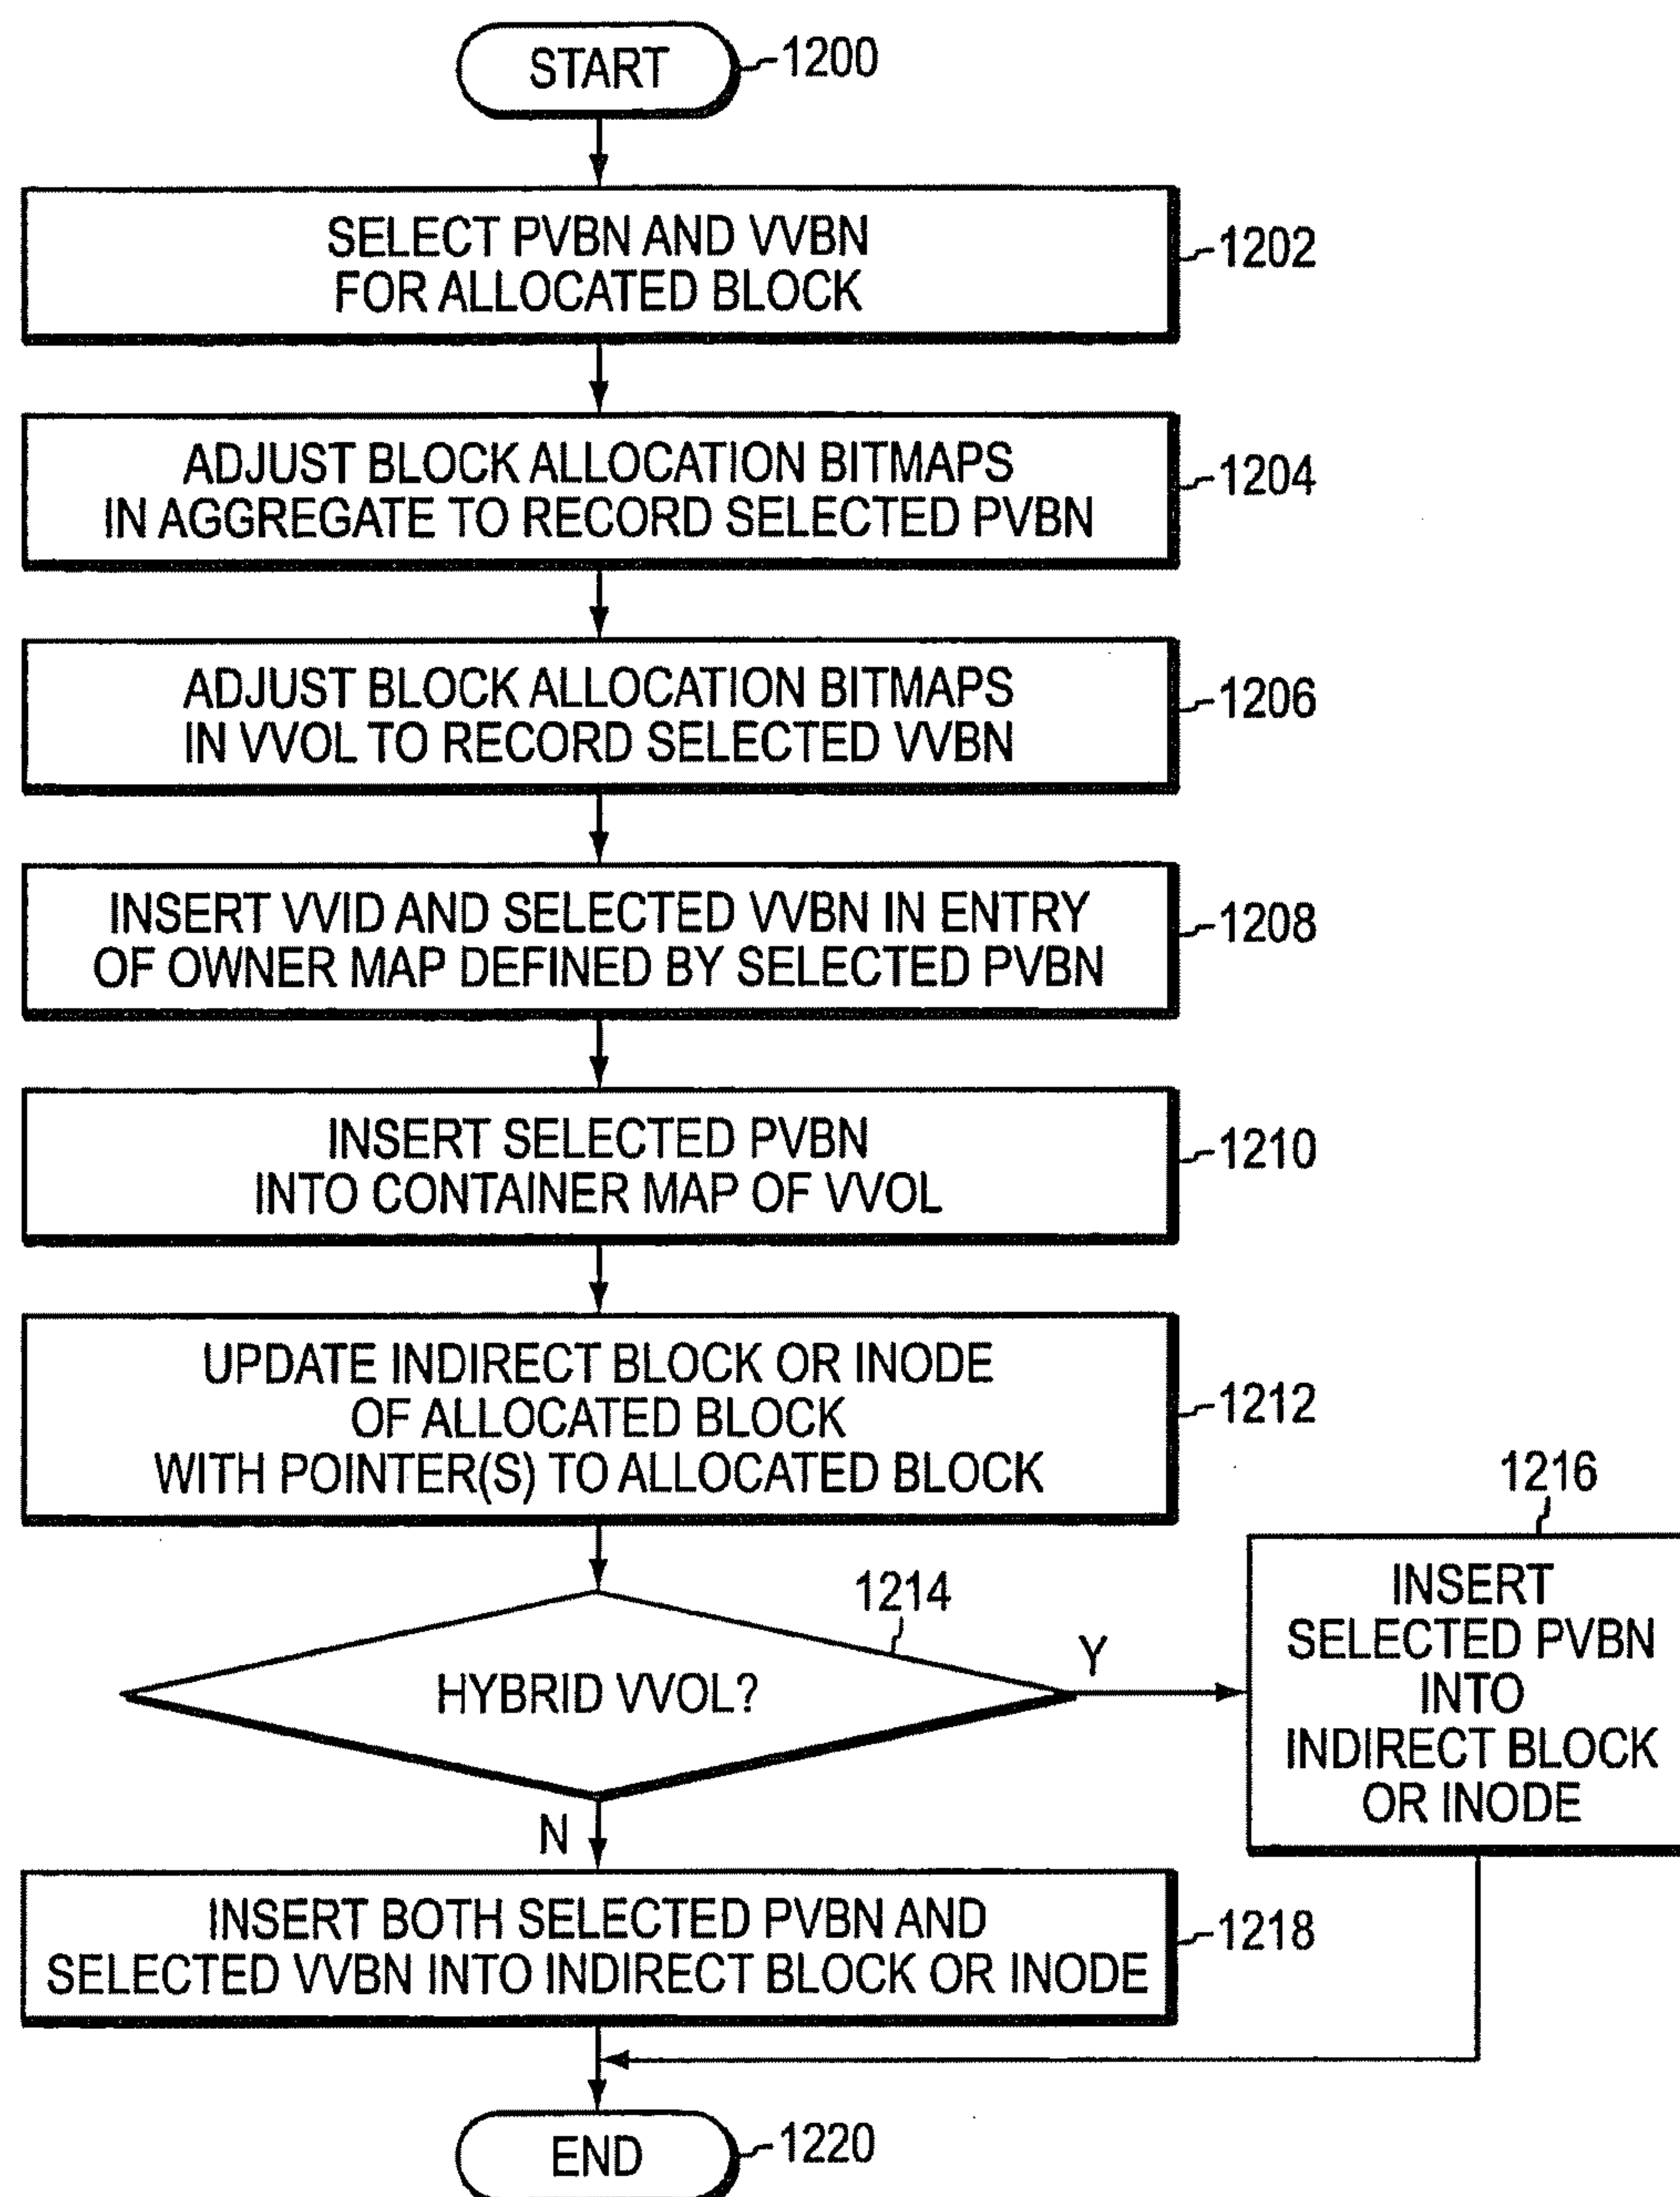 START
1200
SELECT PVBN AND VVBN
FOR ALLOCATED BLOCK
1202
ADJUST BLOCK ALLOCATION BITMAPS
IN AGGREGATE TO RECORD SELECTED PVBN
1204
ADJUST BLOCK ALLOCATION BITMAPS
IN VVOL TO RECORD SELECTED VVBN
1206
INSERT VVID AND SELECTED VVBN IN ENTRY
OF OWNER MAP DEFINED BY SELECTED PVBN
1208
INSERT SELECTED PVBN
INTO CONTAINER MAP OF VVOL
1210
UPDATE INDIRECT BLOCK OR INODE
OF ALLOCATED BLOCK
WITH POINTER(S) TO ALLOCATED BLOCK
1212
1214
HYBRID VVOL?
Y
1216
INSERT
SELECTED PVBN
INTO
INDIRECT BLOCK
OR INODE
N
INSERT BOTH SELECTED PVBN AND
SELECTED VVBN INTO INDIRECT BLOCK OR INODE
1218
END
1220